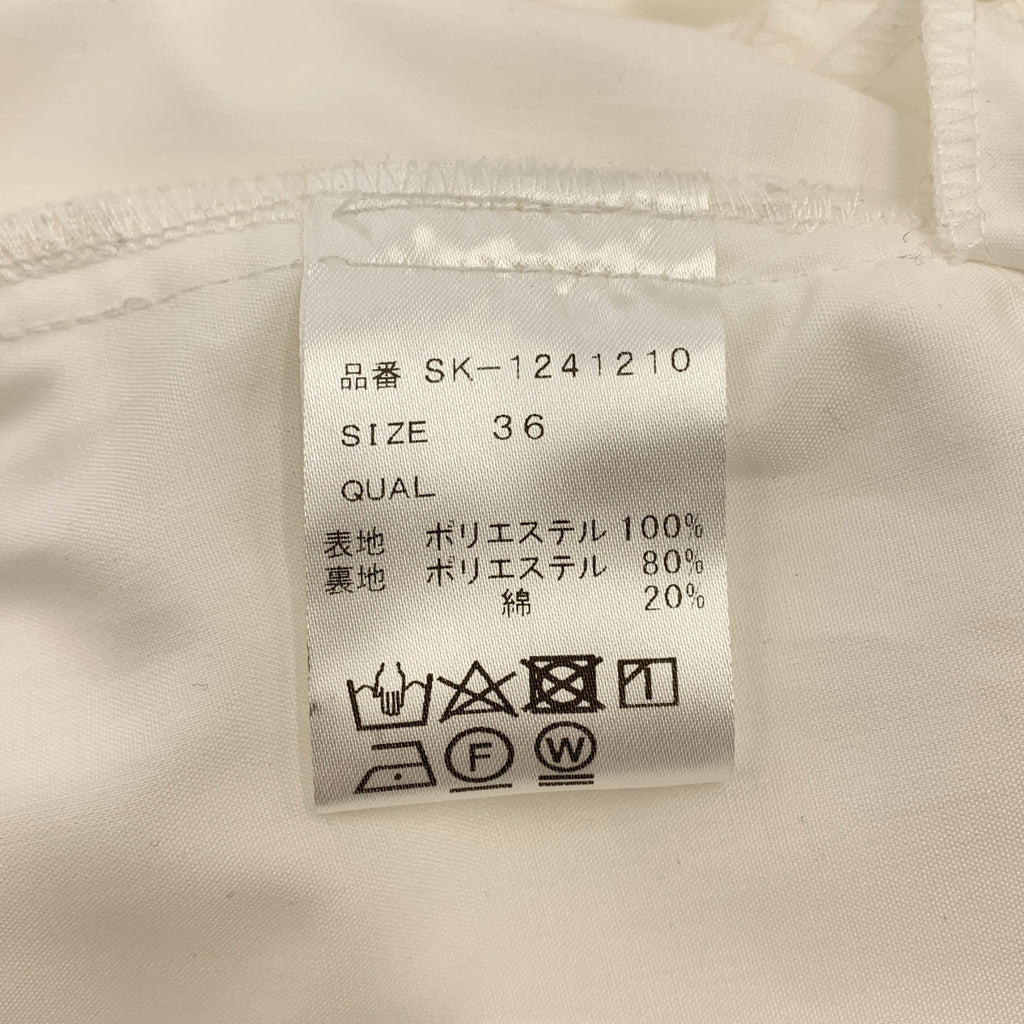 品番 SK-1241210
SIZE 36
QUAL
表地 ポリエステル 100%
裏地 ポリエステル 80%
綿 20%
F W